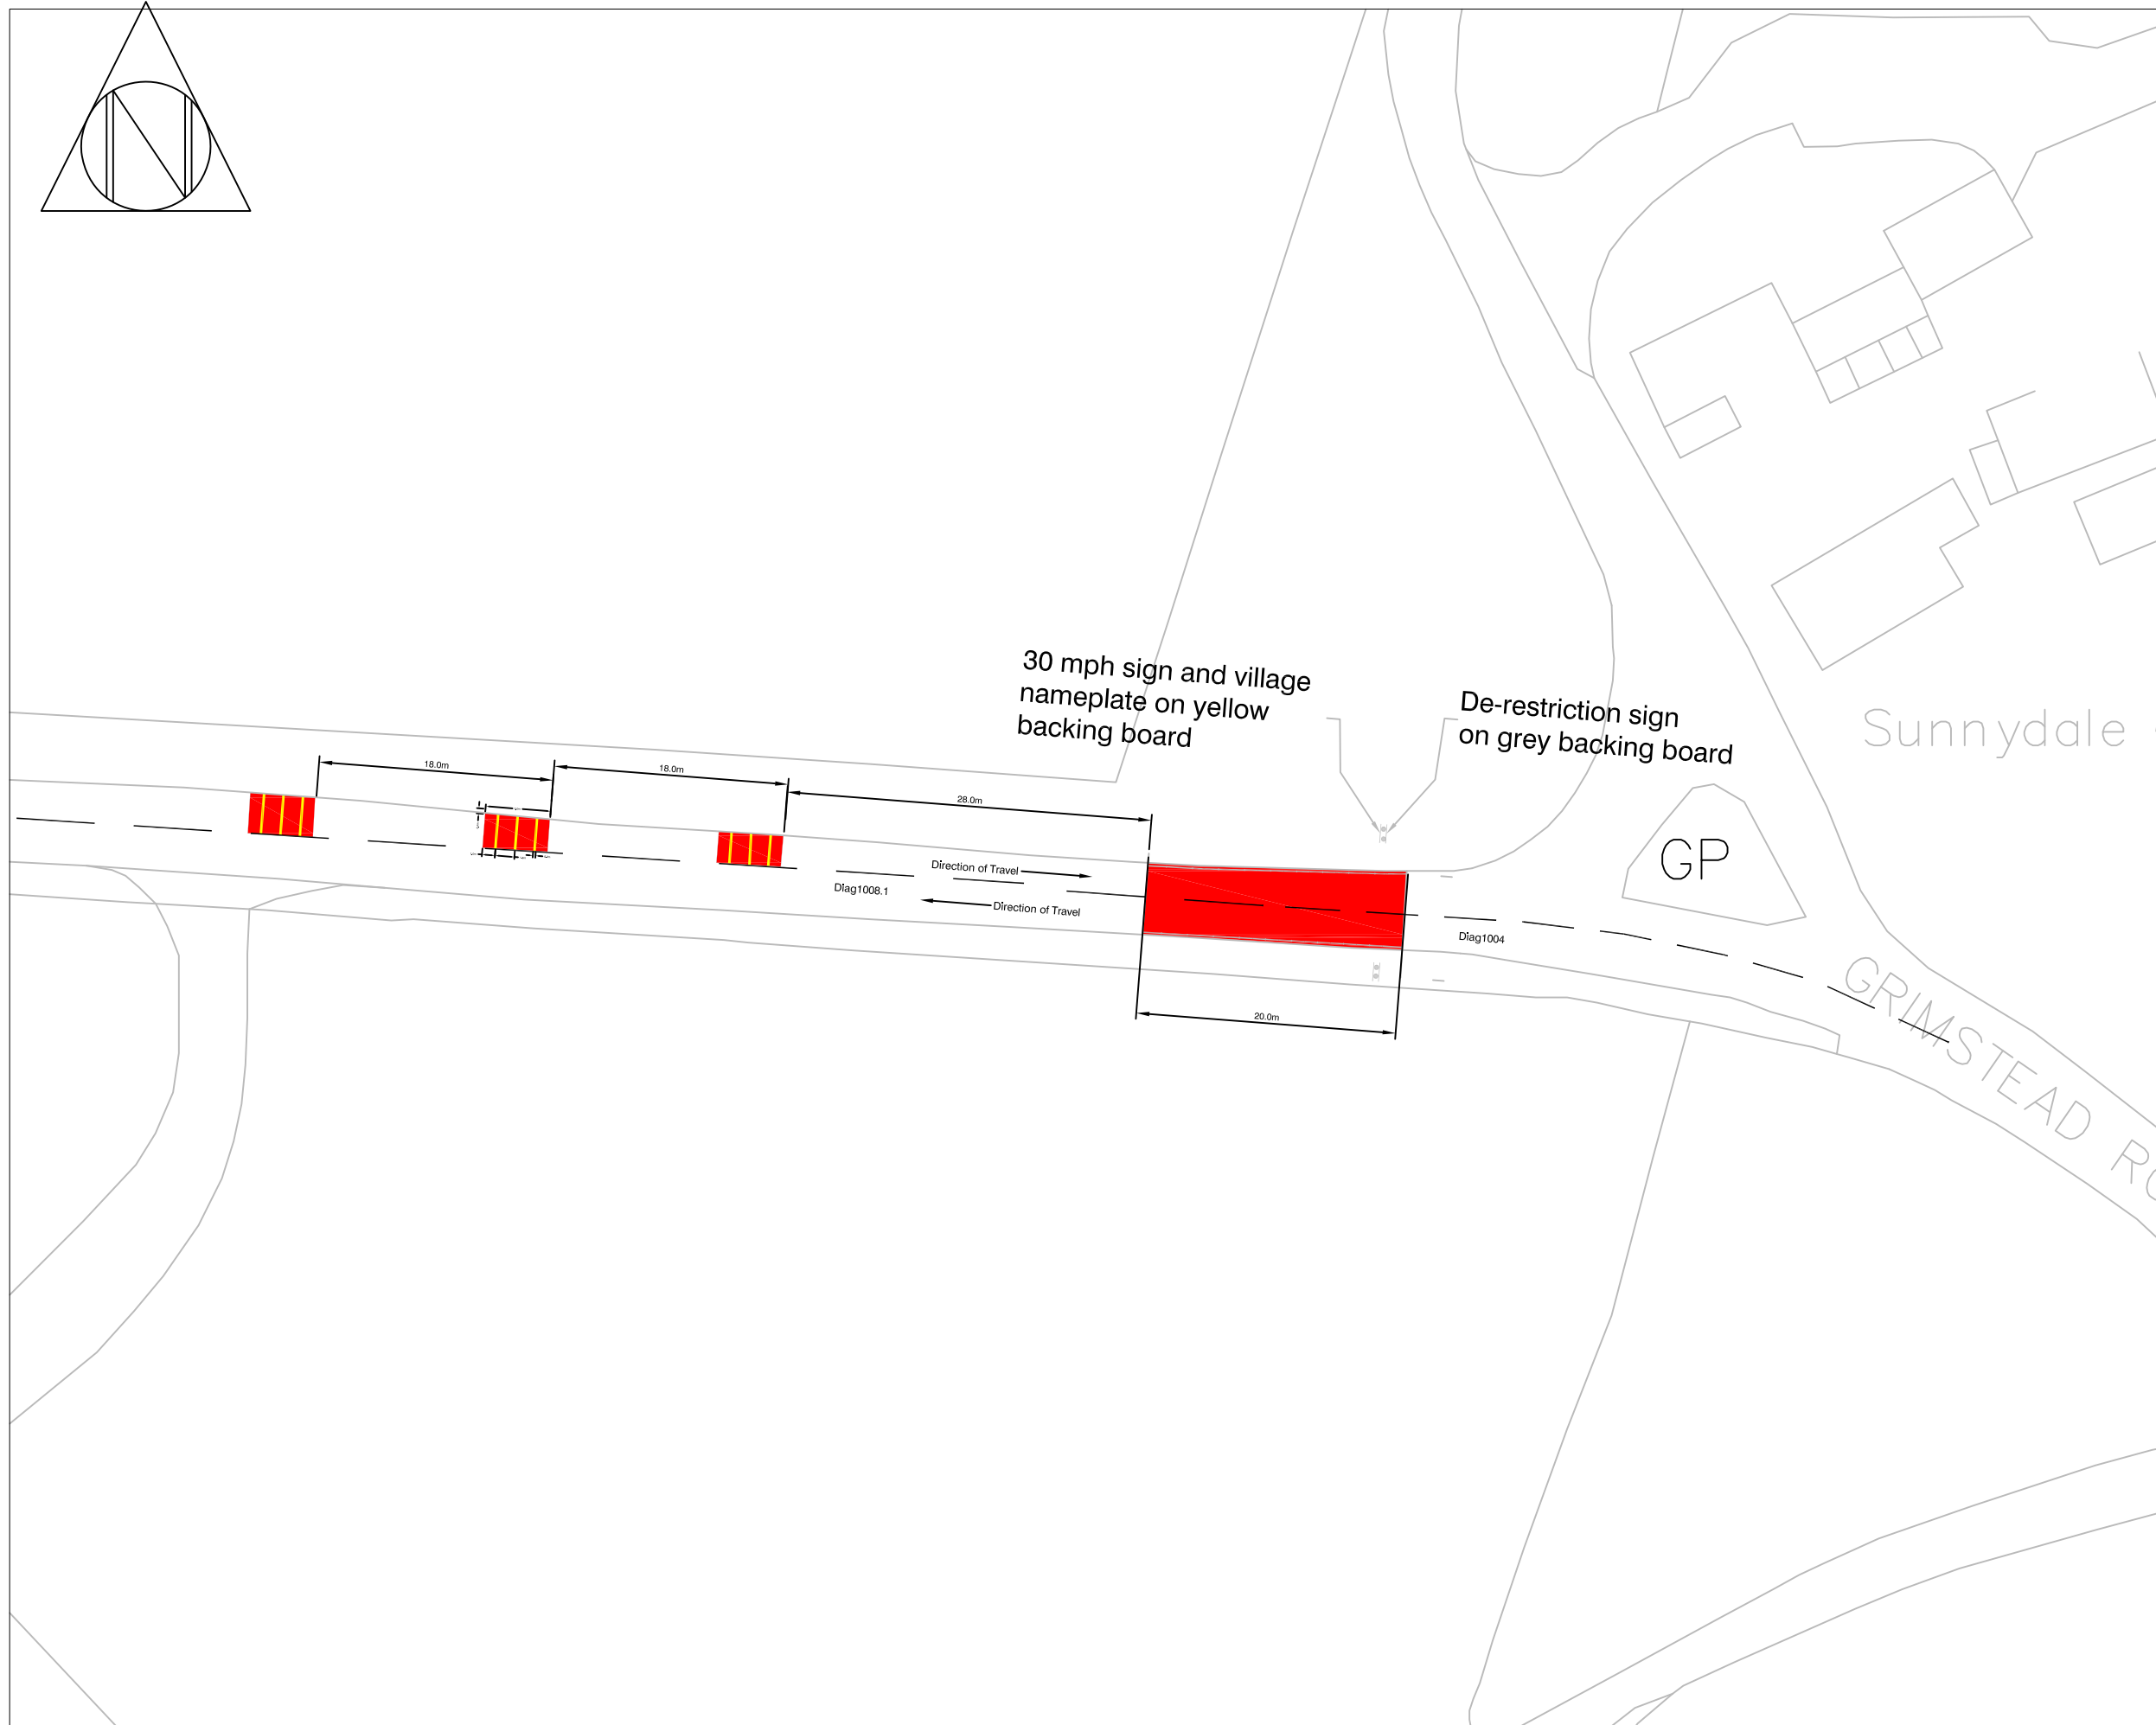 N
30 mph sign and village
nameplate on yellow
backing board
De-restriction sign
on grey backing board
Sunnydale
18.0m
18.0m
28.0m
GP
Direction of Travel
Diag1008.1
Direction of Travel
Diag1004
20.0m
GRIMSTEAD